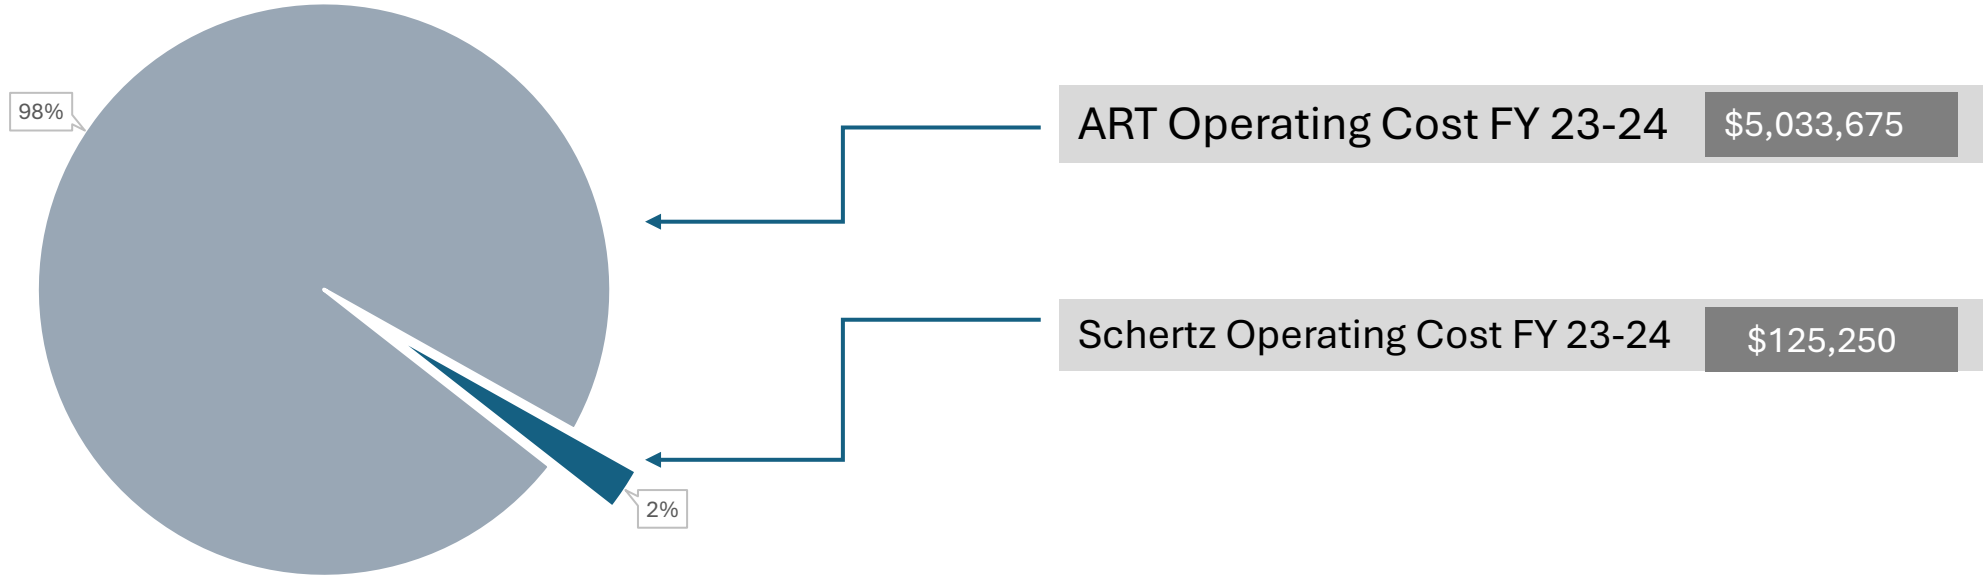 98%
ART Operating Cost FY 23-24 $5,033,675
Schertz Operating Cost FY 23-24 $125,250
2%